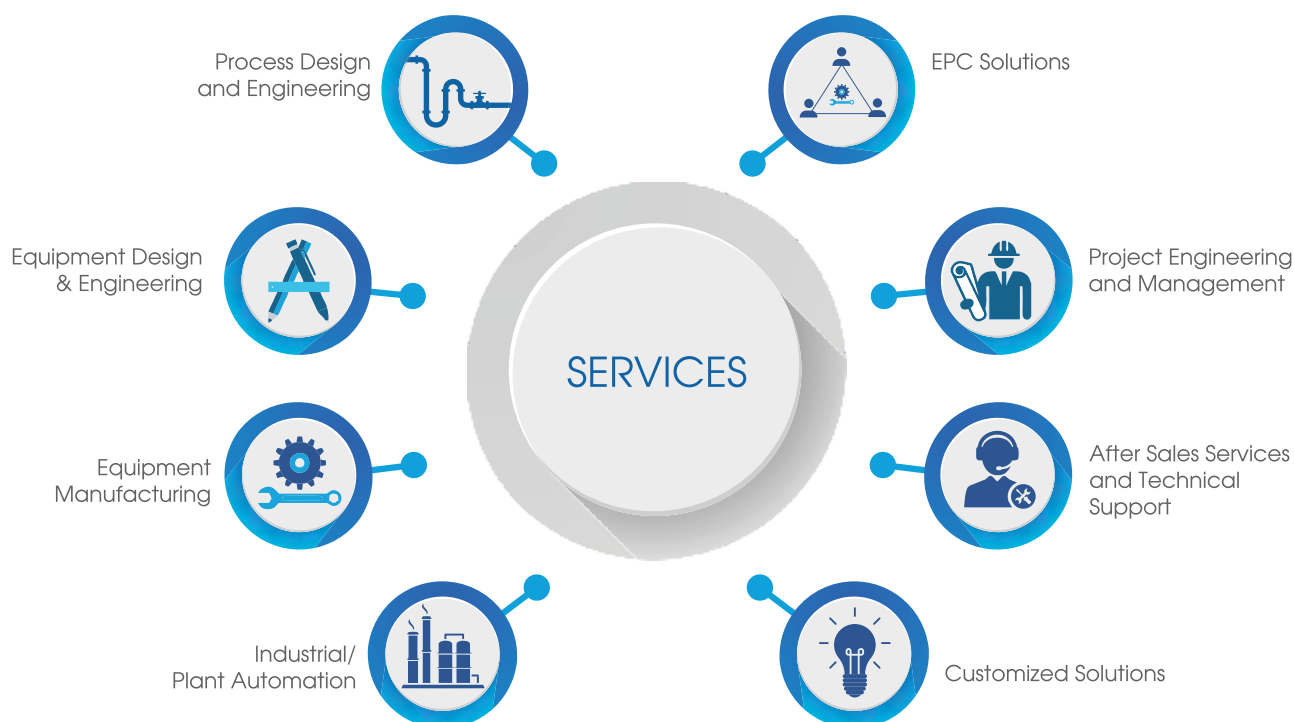 Process Design
and Engineering
EPC Solutions
Equipment Design
& Engineering
Project Engineering
and Management
SERVICES
Equipment
Manufacturing
After Sales Services
and Technical
Support
Industrial/
Plant Automation
Customized Solutions